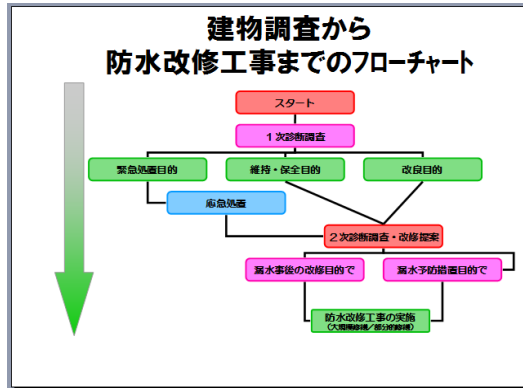 建物調査から
防水改修工事までのフローチャート
スタート
1次診断調査
緊急処置目的
維持・保全目的
改良目的
応急処置
2次診断調査・改修提案
漏水事後の改修目的で
漏水予防措置目的で
防水改修工事の実施
(大規模修繕/部分的修繕)